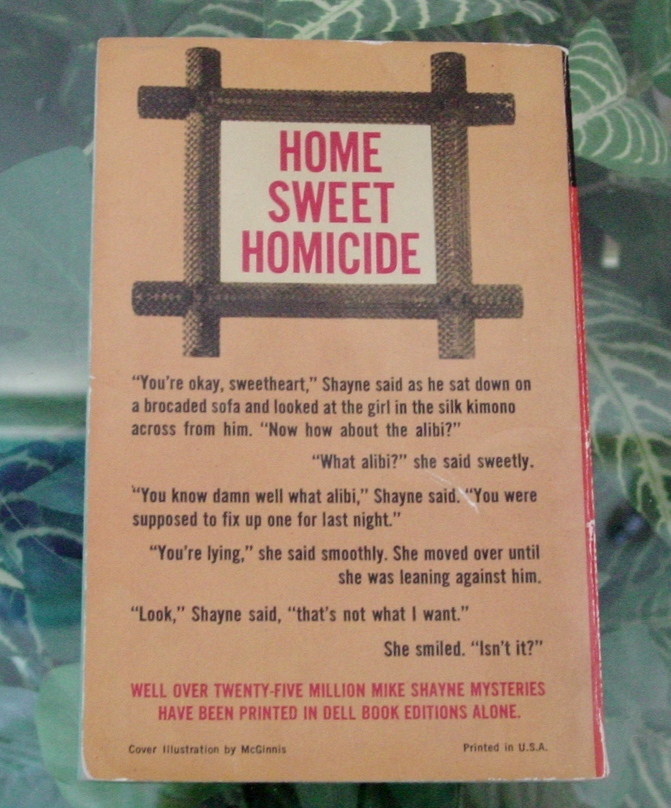 HOME
SWEET
HOMICIDE
“You’re okay, sweetheart,” Shayne said as he sat down on
a brocaded sofa and looked at the girl in the silk kimono
across from him. “Now how about the alibi?”
“What alibi?” she said sweetly.
“You know damn well what alibi,” Shayne said. “You were
supposed to fix up one for last night.”
“You’re lying,” she said smoothly. She moved over until
she was leaning against him.
“Look,” Shayne said, “that’s not what I want.”
She smiled. “Isn’t it?”
WELL OVER TWENTY-FIVE MILLION MIKE SHAYNE MYSTERIES
HAVE BEEN PRINTED IN DELL BOOK EDITIONS ALONE.
Cover Illustration by McGinnis
Printed in U.S.A.